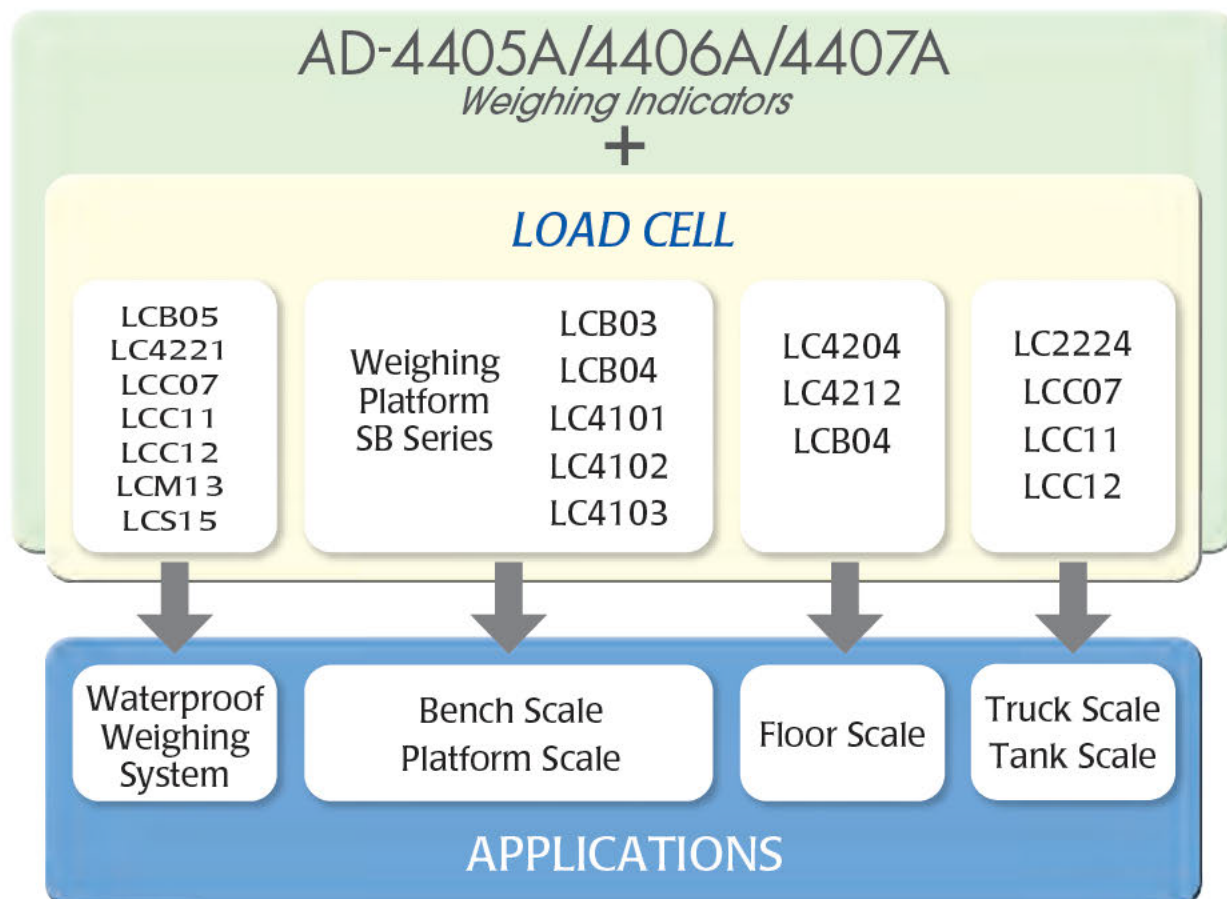 AD-4405A/4406A/4407A
Weighing Indicators
+
LOAD CELL
LCB05
LC4221
LCC07
LCC11
LCC12
LCM13
LCS15
Weighing
Platform
SB Series
LCB03
LCB04
LC4101
LC4102
LC4103
LC4204
LC4212
LCB04
LC2224
LCC07
LCC11
LCC12
Waterproof
Weighing
System
Bench Scale
Platform Scale
Floor Scale
Truck Scale
Tank Scale
APPLICATIONS